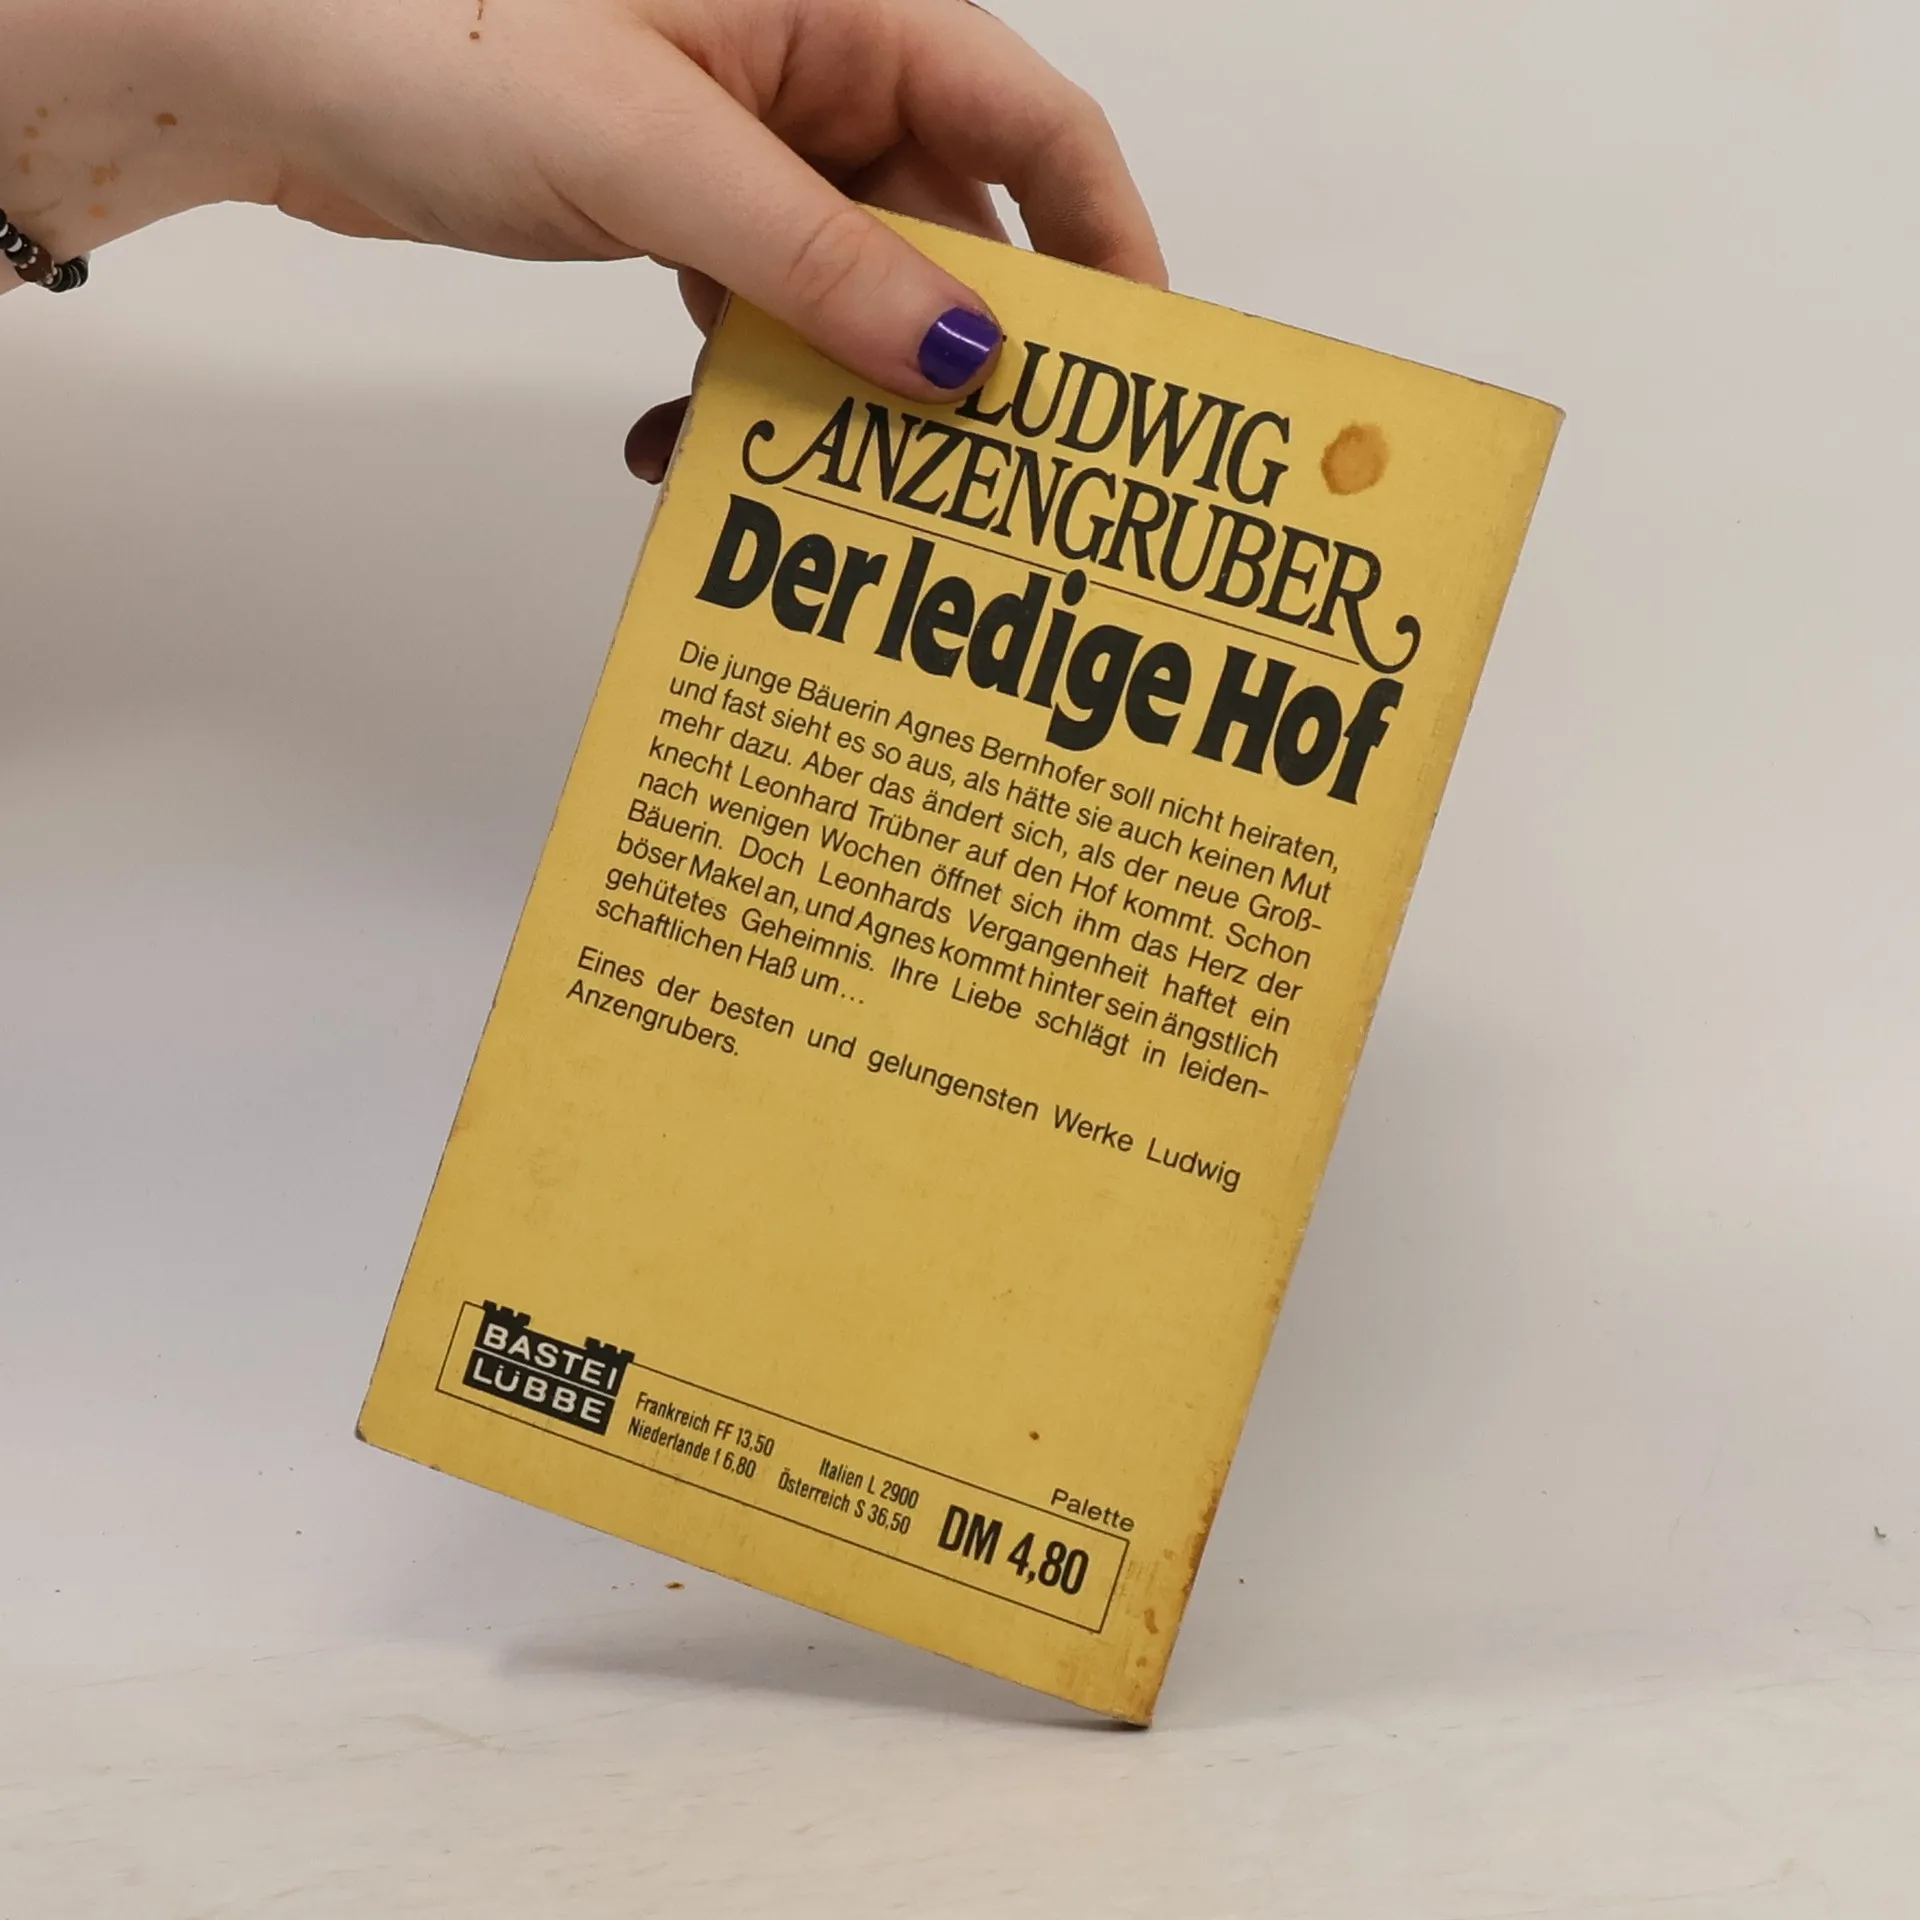 LUDWIG
ANZENGRUBER
Der ledige Hof
Die junge Bäuerin Agnes Bernhofer soll nicht heiraten,
und fast sieht es so aus, als hätte sie auch keinen Mut
mehr dazu. Aber das ändert sich, als der neue Groß-
knecht Leonhard Trübner auf den Hof kommt. Schon
nach wenigen Wochen öffnet sich ihm das Herz der
Bäuerin. Doch Leonhards Vergangenheit haftet ein
böser Makel an, und Agnes kommt hinter sein ängstlich
gehütetes Geheimnis. Ihre Liebe schlägt in leiden-
schaftlichen Haß um...
Eines der besten und gelungensten Werke Ludwig
Anzengrubers.
Palette
BASTEI
LÜBBE
Frankreich FF 13,50 Italien L 2900
Niederlande f 6,80 Österreich S 36,50
DM 4,80